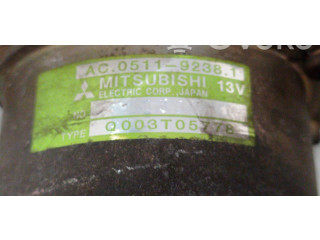 AC.0511-9238.1
MITSUBISHI 13V
ELECTRIC CORP., JAPAN
TYPE Q003T05778